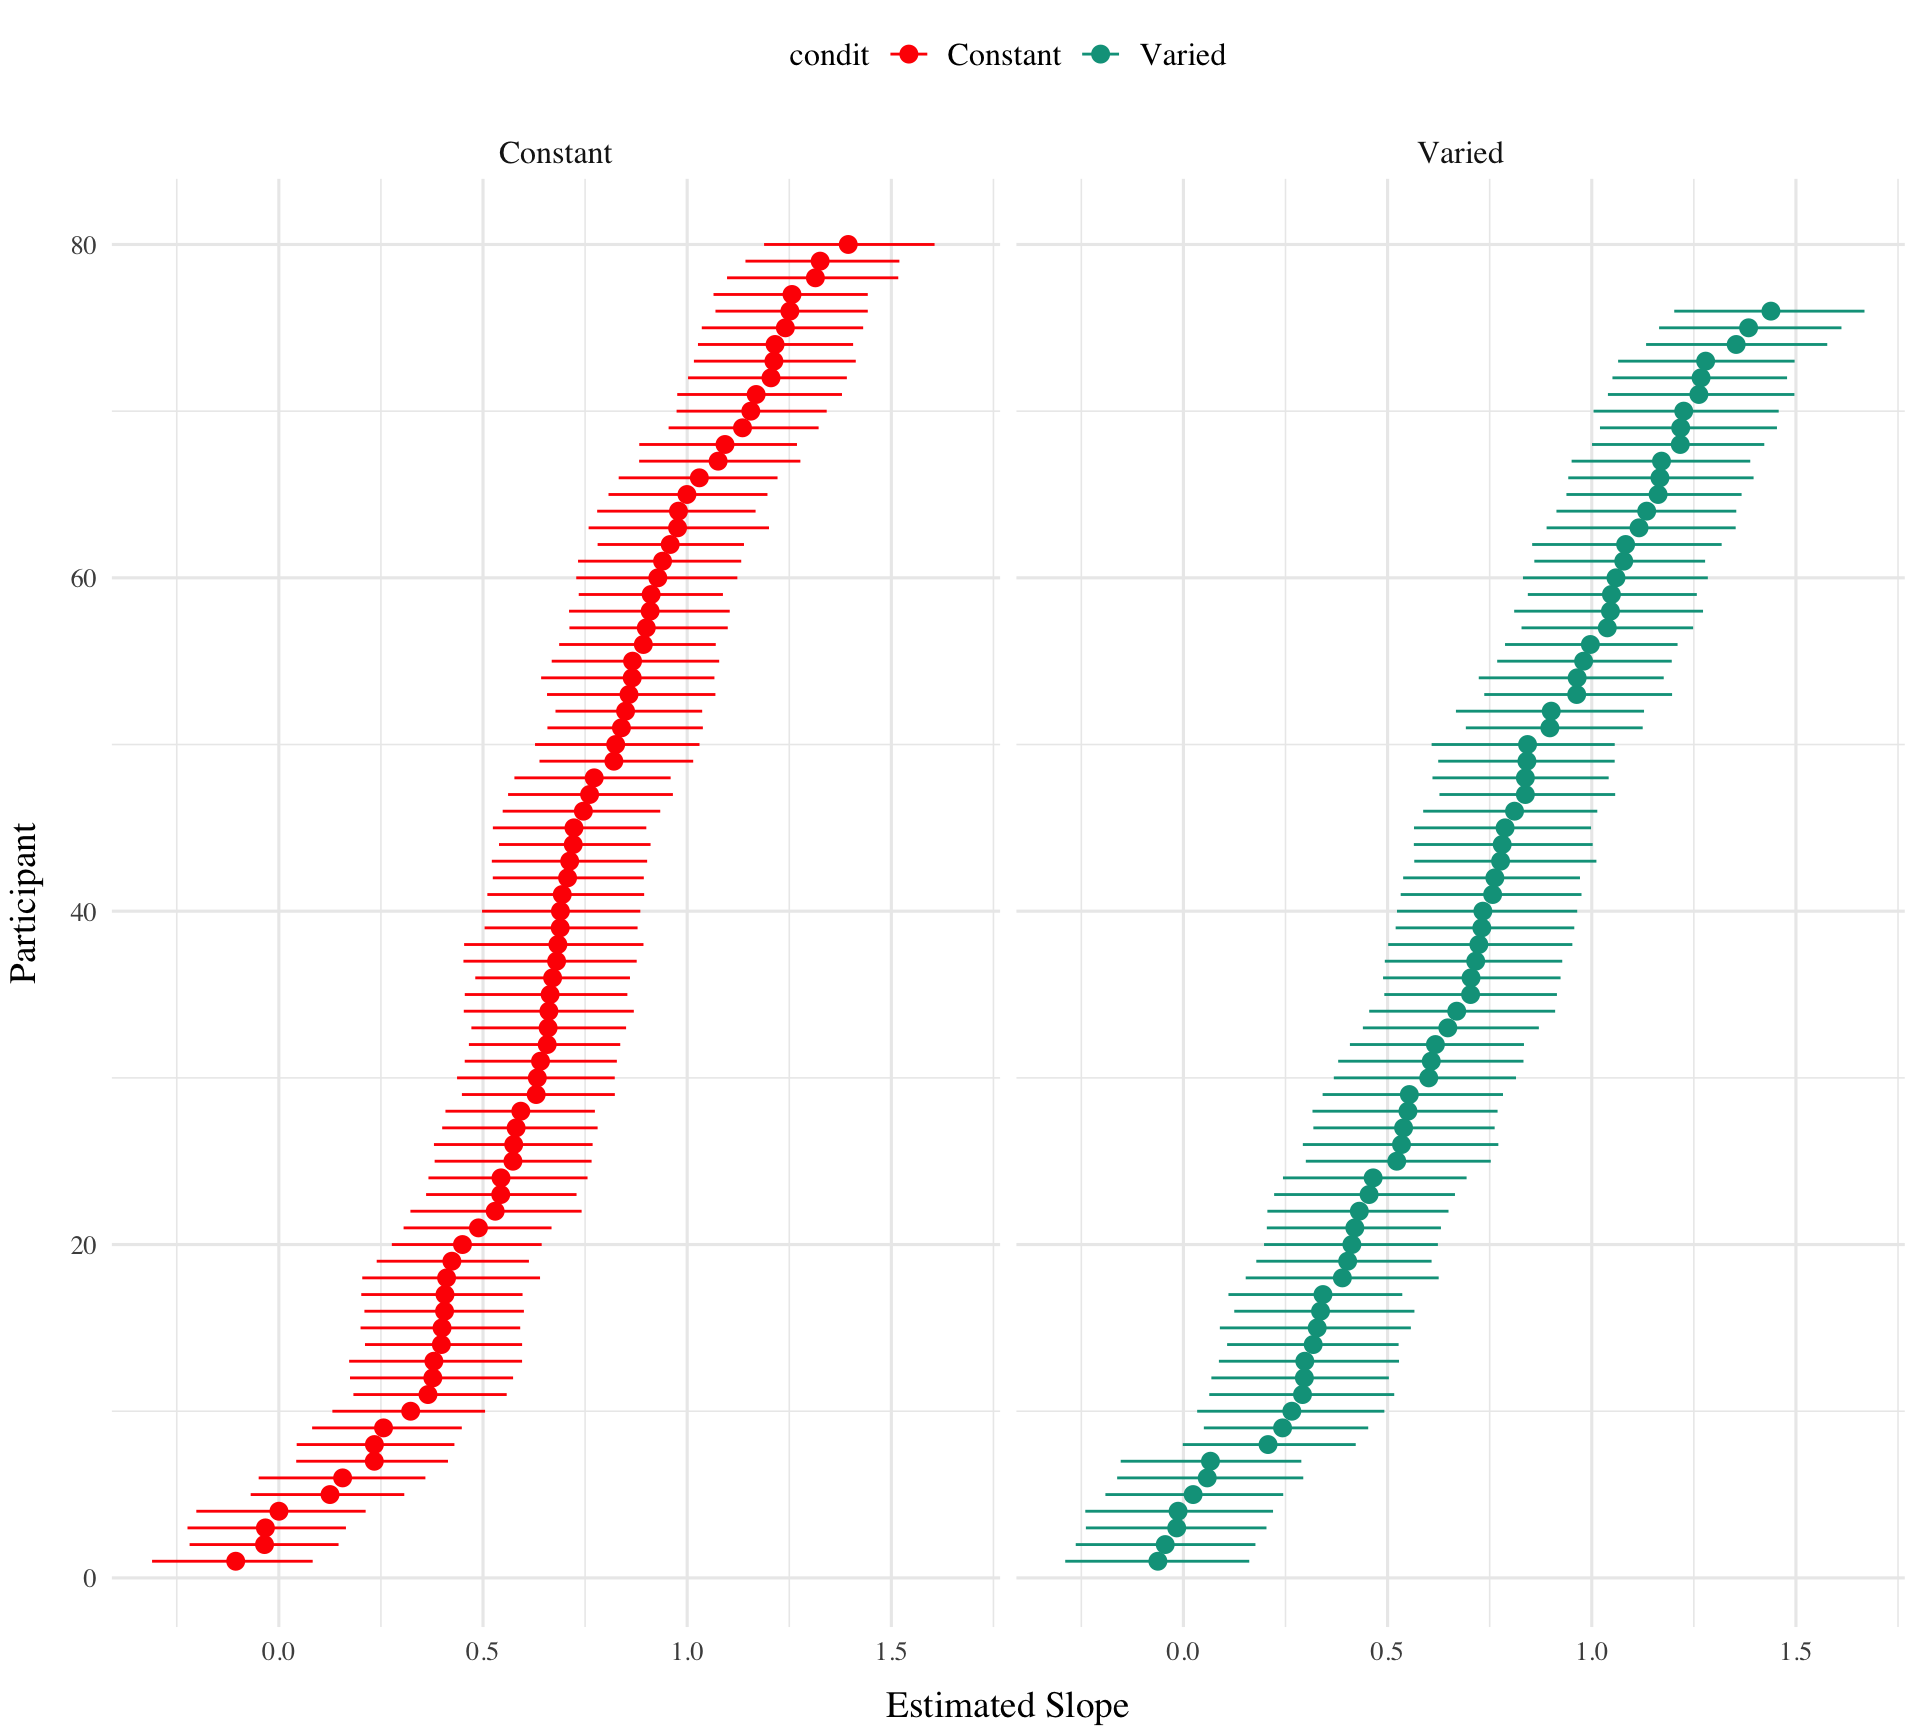 condit Constant Varied
Constant Varied
80
60
40
20
0
Participant
0.0 0.5 1.0 1.5 0.0 0.5 1.0 1.5
Estimated Slope